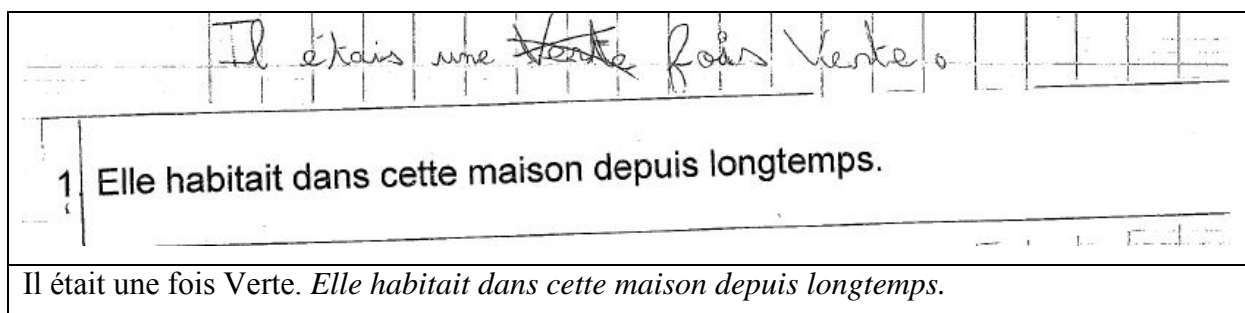 Il étais une Verte fois Verte.
1 Elle habitait dans cette maison depuis longtemps.
Il était une fois Verte. Elle habitait dans cette maison depuis longtemps.